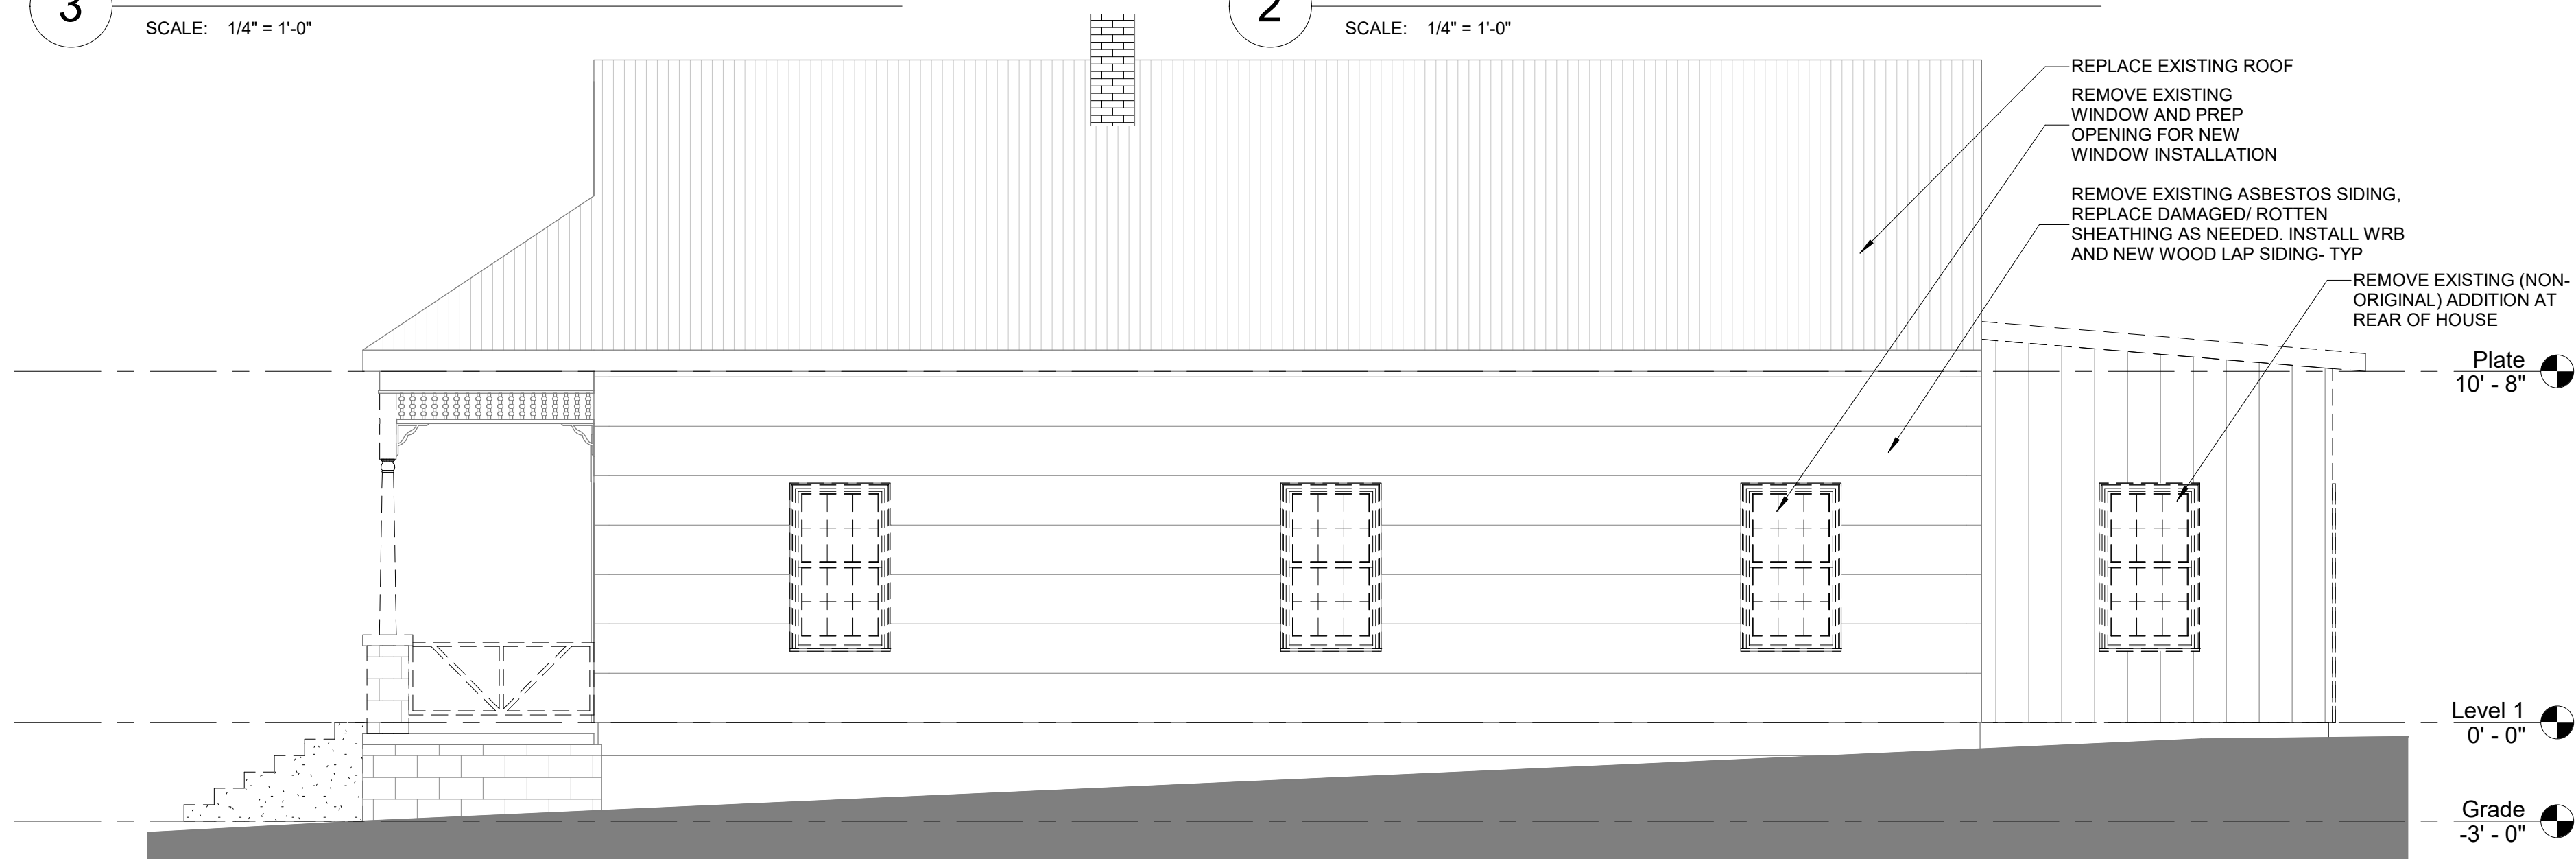 3
SCALE: 1/4" = 1'-0"
2
SCALE: 1/4" = 1'-0"
REPLACE EXISTING ROOF
REMOVE EXISTING
WINDOW AND PREP
OPENING FOR NEW
WINDOW INSTALLATION
REMOVE EXISTING ASBESTOS SIDING,
REPLACE DAMAGED/ ROTTEN
SHEATHING AS NEEDED. INSTALL WRB
AND NEW WOOD LAP SIDING- TYP
REMOVE EXISTING (NON-
ORIGINAL) ADDITION AT
REAR OF HOUSE
Plate
10' - 8"
Level 1
0' - 0"
Grade
-3' - 0"